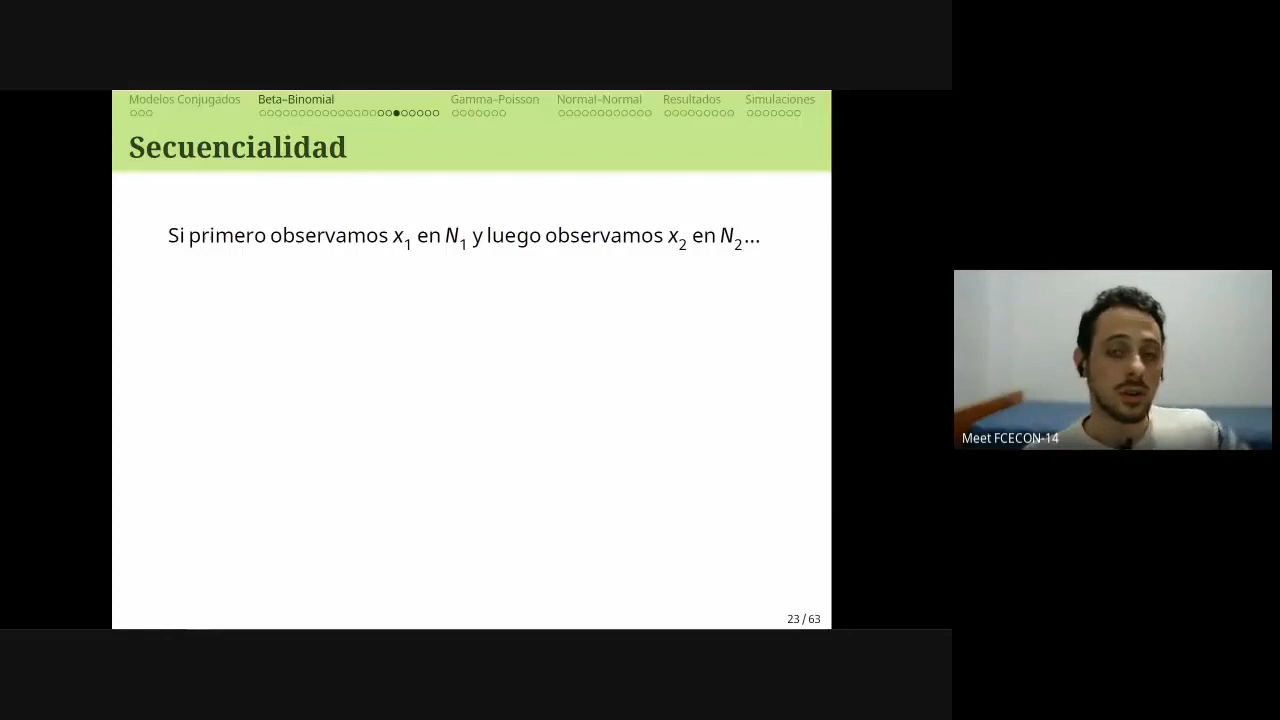 Modelos Conjugados Beta–Binomial Gamma–Poisson Normal–Normal Resultados Simulaciones
Secuencialidad
Si primero observamos x₁ en N₁ y luego observamos x₂ en N₂…
Meet FCECON-14
23 / 63